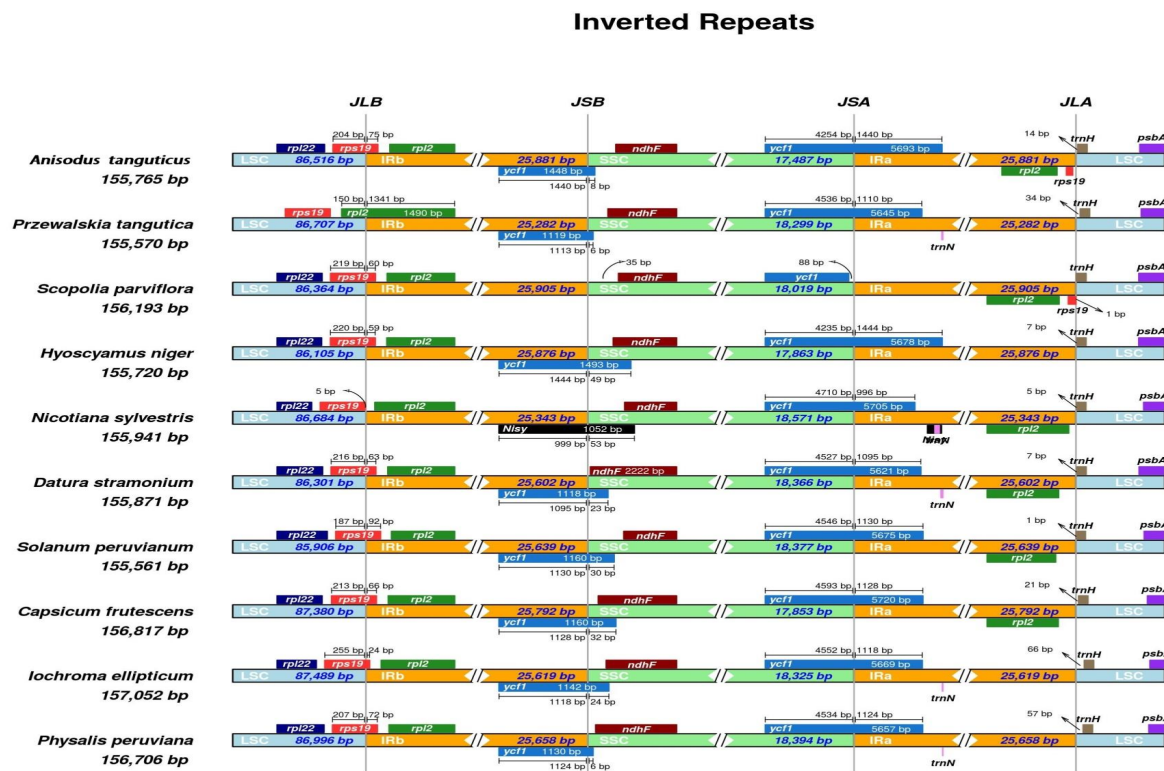 Inverted Repeats
JLB JSB JSA JLA
204 bp 75 bp 4254 bp 1440 bp 14 bp trnH psbA
rpl22 rps19 rpl2 ndhF ycf1 5693 bp
Anisodus tanguticus LSC 86,516 bp IRb 25,881 bp SSC 17,487 bp IRa 25,881 bp LSC
155,765 bp ycf1 1448 bp rpl2 rps19
1440 bp 8 bp
150 bp 1341 bp 4536 bp 1110 bp 34 bp trnH
rps19 rpl2 1490 bp ndhF ycf1 5645 bp
Przewalskia tangutica LSC 86,707 bp IRb 25,282 bp SSC 18,299 bp IRa 25,282 bp LSC
155,570 bp ycf1 1119 bp trnN
1113 bp 6 bp
219 bp 60 bp 35 bp 88 bp
rpl22 rps19 rpl2 ndhF ycf1
Scopolia parviflora LSC 86,364 bp IRb 25,905 bp SSC 18,019 bp IRa 25,905 bp LSC
156,193 bp rpl2 rps19
1 bp
220 bp 59 bp 4235 bp 1444 bp 7 bp trnH
rpl22 rps19 rpl2 ndhF ycf1 5678 bp
Hyoscyamus niger LSC 86,105 bp IRb 25,876 bp SSC 17,863 bp IRa 25,876 bp LSC
155,720 bp ycf1 1493 bp
1444 bp 49 bp
5 bp 4710 bp 996 bp 5 bp trnH
rpl22 rps19 rpl2 ndhF ycf1 5705 bp
Nicotiana sylvestris LSC 86,684 bp IRb 25,343 bp SSC 18,571 bp IRa 25,343 bp LSC
155,941 bp Nisy 1052 bp rpl2
999 bp 53 bp
216 bp 63 bp 4527 bp 1095 bp 7 bp trnH
rpl22 rps19 rpl2 ndhF 2222 bp ycf1 5621 bp
Datura stramonium LSC 86,301 bp IRb 25,602 bp SSC 18,366 bp IRa 25,602 bp LSC
155,871 bp ycf1 1118 bp trnN rpl2
1095 bp 23 bp
187 bp 92 bp 4546 bp 1130 bp 1 bp trnH
rpl22 rps19 rpl2 ndhF ycf1 5675 bp
Solanum peruvianum LSC 85,906 bp IRb 25,639 bp SSC 18,377 bp IRa 25,639 bp LSC
155,561 bp ycf1 1160 bp rpl2
1130 bp 30 bp
213 bp 66 bp 4593 bp 1128 bp 21 bp trnH
rpl22 rps19 rpl2 ndhF ycf1 5720 bp
Capsicum frutescens LSC 87,380 bp IRb 25,792 bp SSC 17,853 bp IRa 25,792 bp LSC
156,817 bp ycf1 1160 bp rpl2
1128 bp 32 bp
255 bp 24 bp 4552 bp 1118 bp 66 bp trnH
rpl22 rps19 rpl2 ndhF ycf1 5669 bp
Iochroma ellipticum LSC 87,489 bp IRb 25,619 bp SSC 18,325 bp IRa 25,619 bp LSC
157,052 bp ycf1 1142 bp trnN
1118 bp 24 bp
207 bp 72 bp 4534 bp 1124 bp 57 bp trnH
rpl22 rps19 rpl2 ndhF ycf1 5657 bp
Physalis peruviana LSC 86,996 bp IRb 25,658 bp SSC 18,394 bp IRa 25,658 bp LSC
156,706 bp ycf1 1130 bp trnN
1124 bp 6 bp